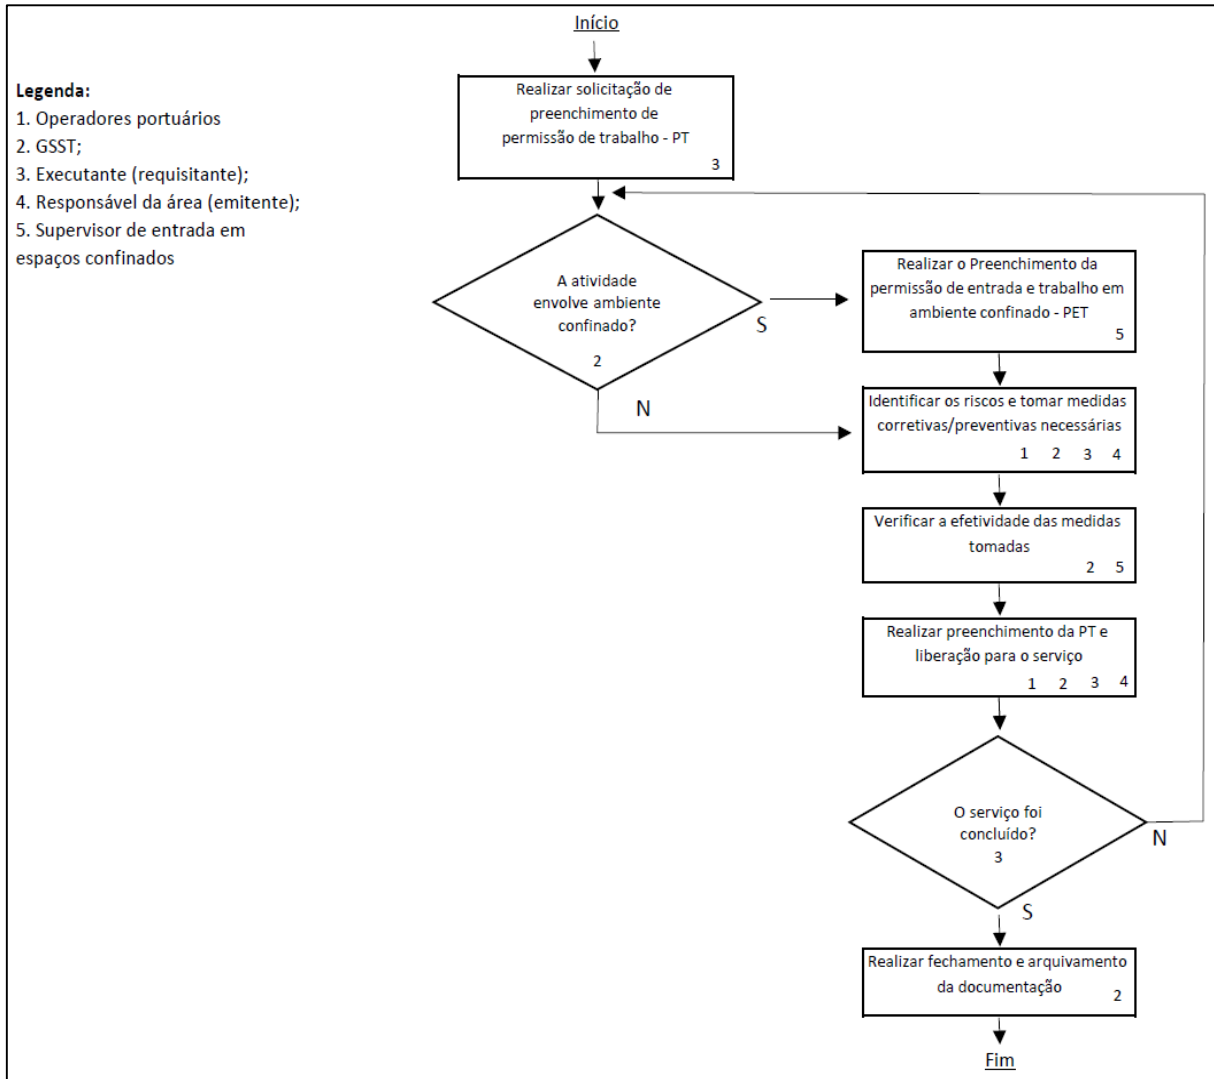 Início
Legenda:
1. Operadores portuários
2. GSST;
3. Executante (requisitante);
4. Responsável da área (emitente);
5. Supervisor de entrada em
espaços confinados
Realizar solicitação de
preenchimento de
permissão de trabalho - PT
3
A atividade
envolve ambiente
confinado?
2
S
N
Realizar o Preenchimento da
permissão de entrada e trabalho em
ambiente confinado - PET
5
Identificar os riscos e tomar medidas
corretivas/preventivas necessárias
1 2 3 4
Verificar a efetividade das medidas
tomadas
2 5
Realizar preenchimento da PT e
liberação para o serviço
1 2 3 4
O serviço foi
concluído?
3
N
S
Realizar fechamento e arquivamento
da documentação
2
Fim